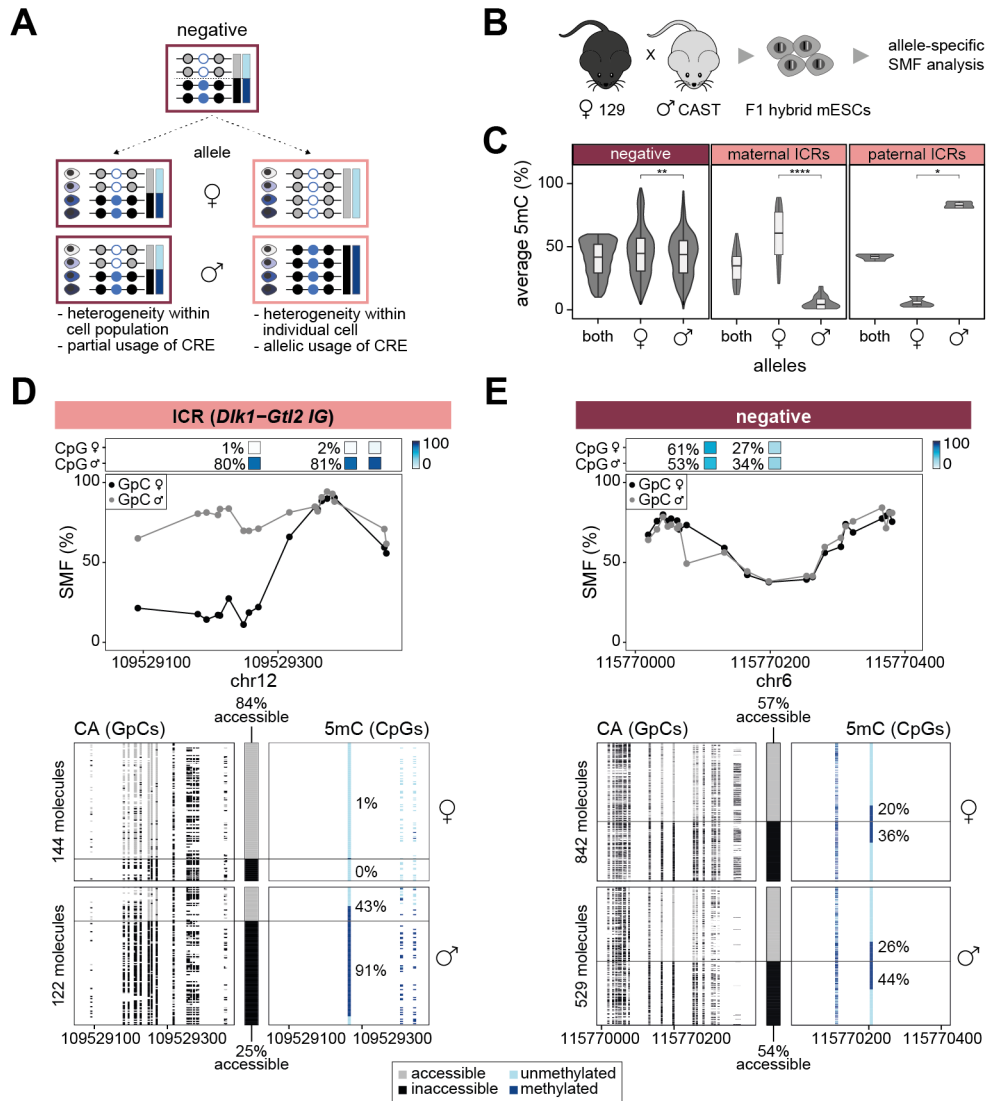 A
negative
allele
♀
♂
- heterogeneity within
cell population
- partial usage of CRE
- heterogeneity within
individual cell
- allelic usage of CRE
B
♀ 129
x
♂ CAST
F1 hybrid mESCs
allele-specific
SMF analysis
C
negative
maternal ICRs
paternal ICRs
**
****
*
average 5mC (%)
100
50
0
both ♀ ♂
both ♀ ♂
both ♀ ♂
alleles
D
ICR (Dlk1−Gtl2 IG)
CpG ♀
1%
2%
CpG ♂
80%
81%
100
0
GpC ♀
GpC ♂
SMF (%)
100
50
0
109529100
109529300
chr12
84%
accessible
CA (GpCs)
5mC (CpGs)
144 molecules
1%
0%
♀
122 molecules
43%
91%
♂
109529100
109529300
109529100
109529300
25%
accessible
E
negative
CpG ♀
61%
27%
CpG ♂
53%
34%
100
0
GpC ♀
GpC ♂
SMF (%)
100
50
0
115770000
115770200
115770400
chr6
57%
accessible
CA (GpCs)
5mC (CpGs)
842 molecules
20%
36%
♀
529 molecules
26%
44%
♂
115770000
115770200
115770200
115770400
54%
accessible
accessible
inaccessible
unmethylated
methylated